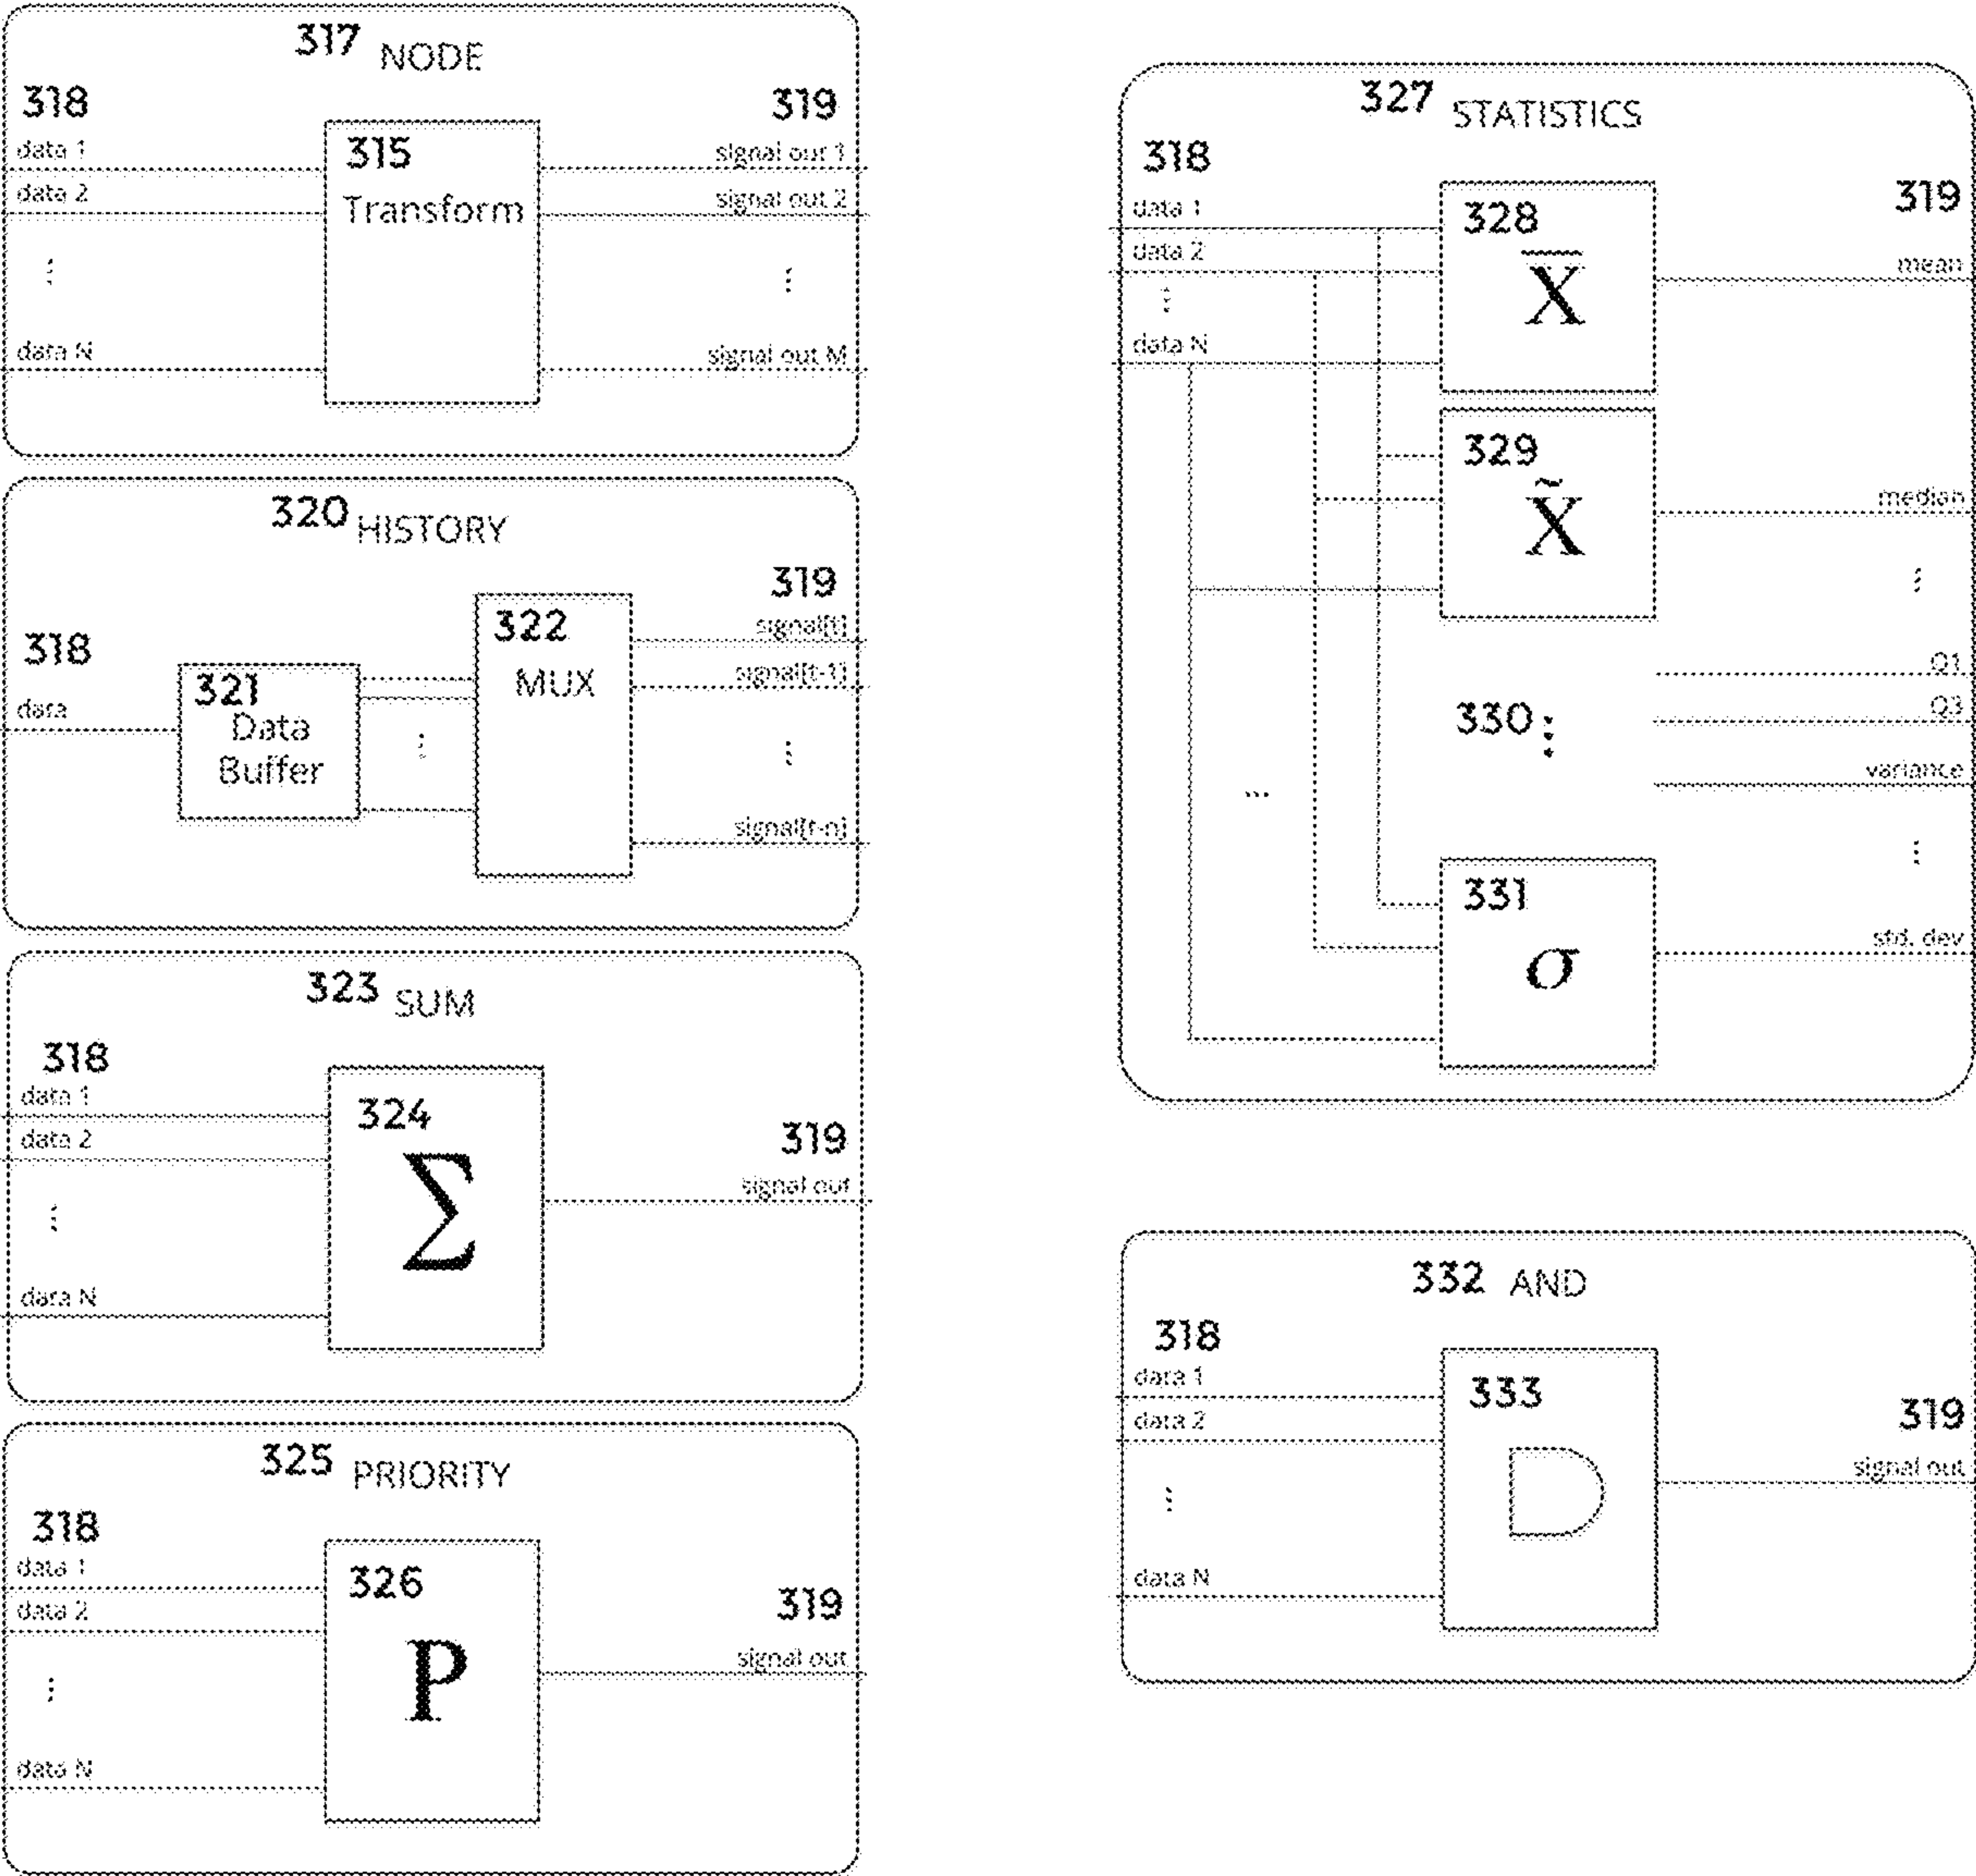 317 NODE
318
319
data 1
315
signal out 1
data 2
Transform
signal out 2
⋮
⋮
data N
signal out M
320 HISTORY
319
318
322
signal[t]
321
MUX
signal[t-1]
data
Data
Buffer
⋮
⋮
signal[t-n]
323 SUM
318
data 1
324
319
data 2
Σ
signal out
⋮
data N
325 PRIORITY
318
data 1
326
319
data 2
P
signal out
⋮
data N
327 STATISTICS
318
319
data 1
328
data 2
X̅
mean
⋮
data N
329
X̃
median
⋮
Q1
330 ⋮
Q3
variance
...
⋮
331
σ
std. dev
332 AND
318
data 1
333
319
data 2
signal out
⋮
data N